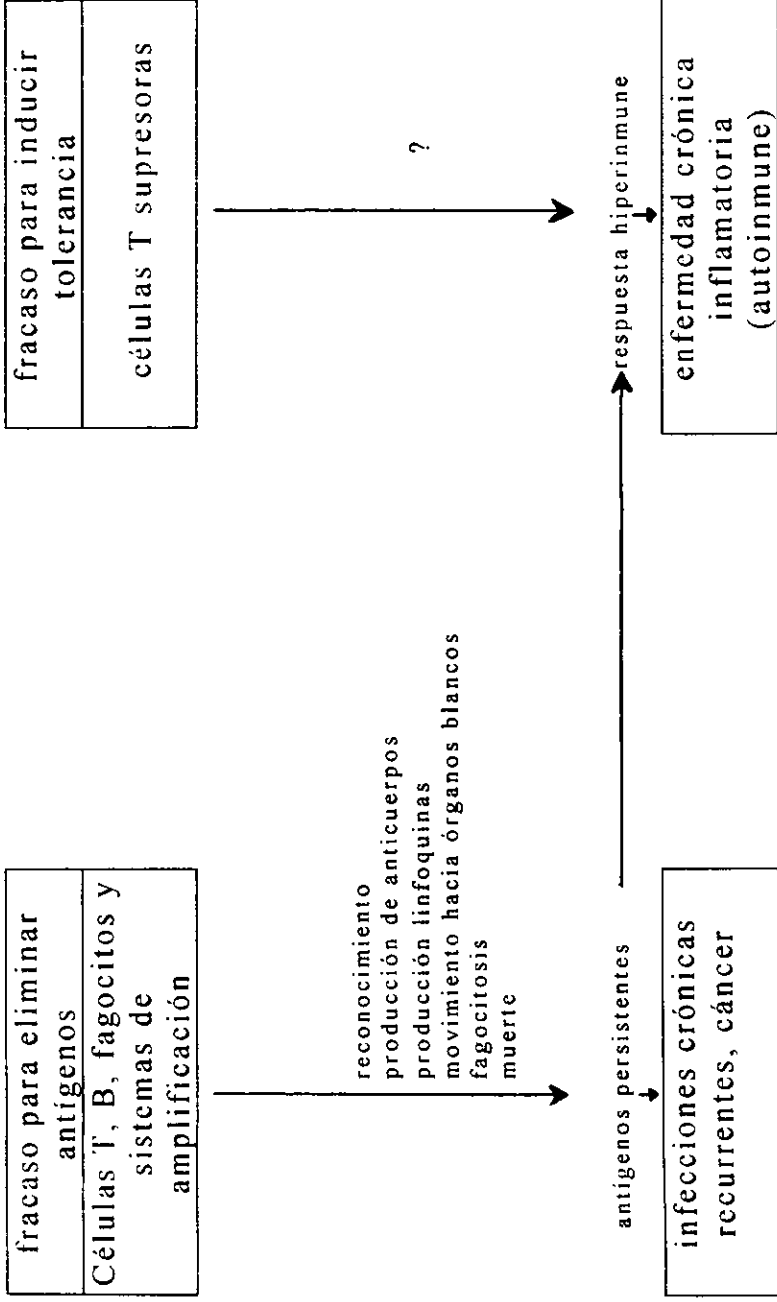 fracaso para eliminar
antígenos
Células T, B, fagocitos y
sistemas de
amplificación
reconocimiento
producción de anticuerpos
producción linfoquinas
movimiento hacia órganos blancos
fagocitosis
muerte
antígenos persistentes
infecciones crónicas
recurrentes, cáncer
fracaso para inducir
tolerancia
células T supresoras
?
respuesta hiperinmune
enfermedad crónica
inflamatoria
(autoinmune)